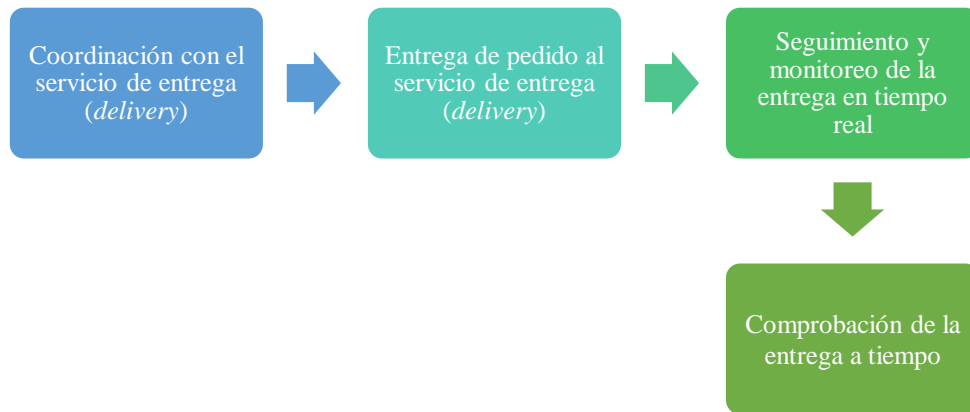 Coordinación con el
servicio de entrega
(delivery)
Entrega de pedido al
servicio de entrega
(delivery)
Seguimiento y
monitoreo de la
entrega en tiempo
real
Comprobación de la
entrega a tiempo